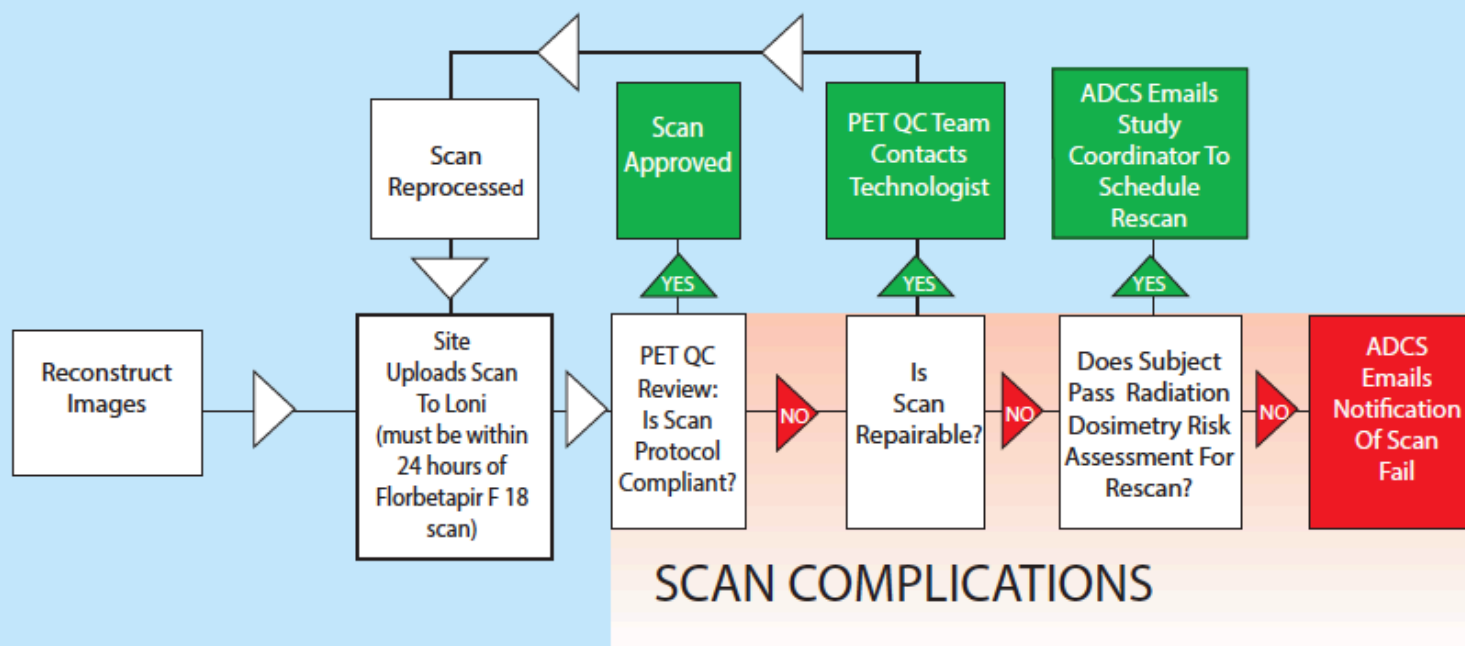 Scan
Reprocessed
Scan
Approved
PET QC Team
Contacts
Technologist
ADCS Emails
Study
Coordinator To
Schedule
Rescan
YES
YES
YES
Reconstruct
Images
Site
Uploads Scan
To Loni
(must be within
24 hours of
Florbetapir F 18
scan)
PET QC
Review:
Is Scan
Protocol
Compliant?
NO
Is
Scan
Repairable?
NO
Does Subject
Pass Radiation
Dosimetry Risk
Assessment For
Rescan?
NO
ADCS
Emails
Notification
Of Scan
Fail
SCAN COMPLICATIONS